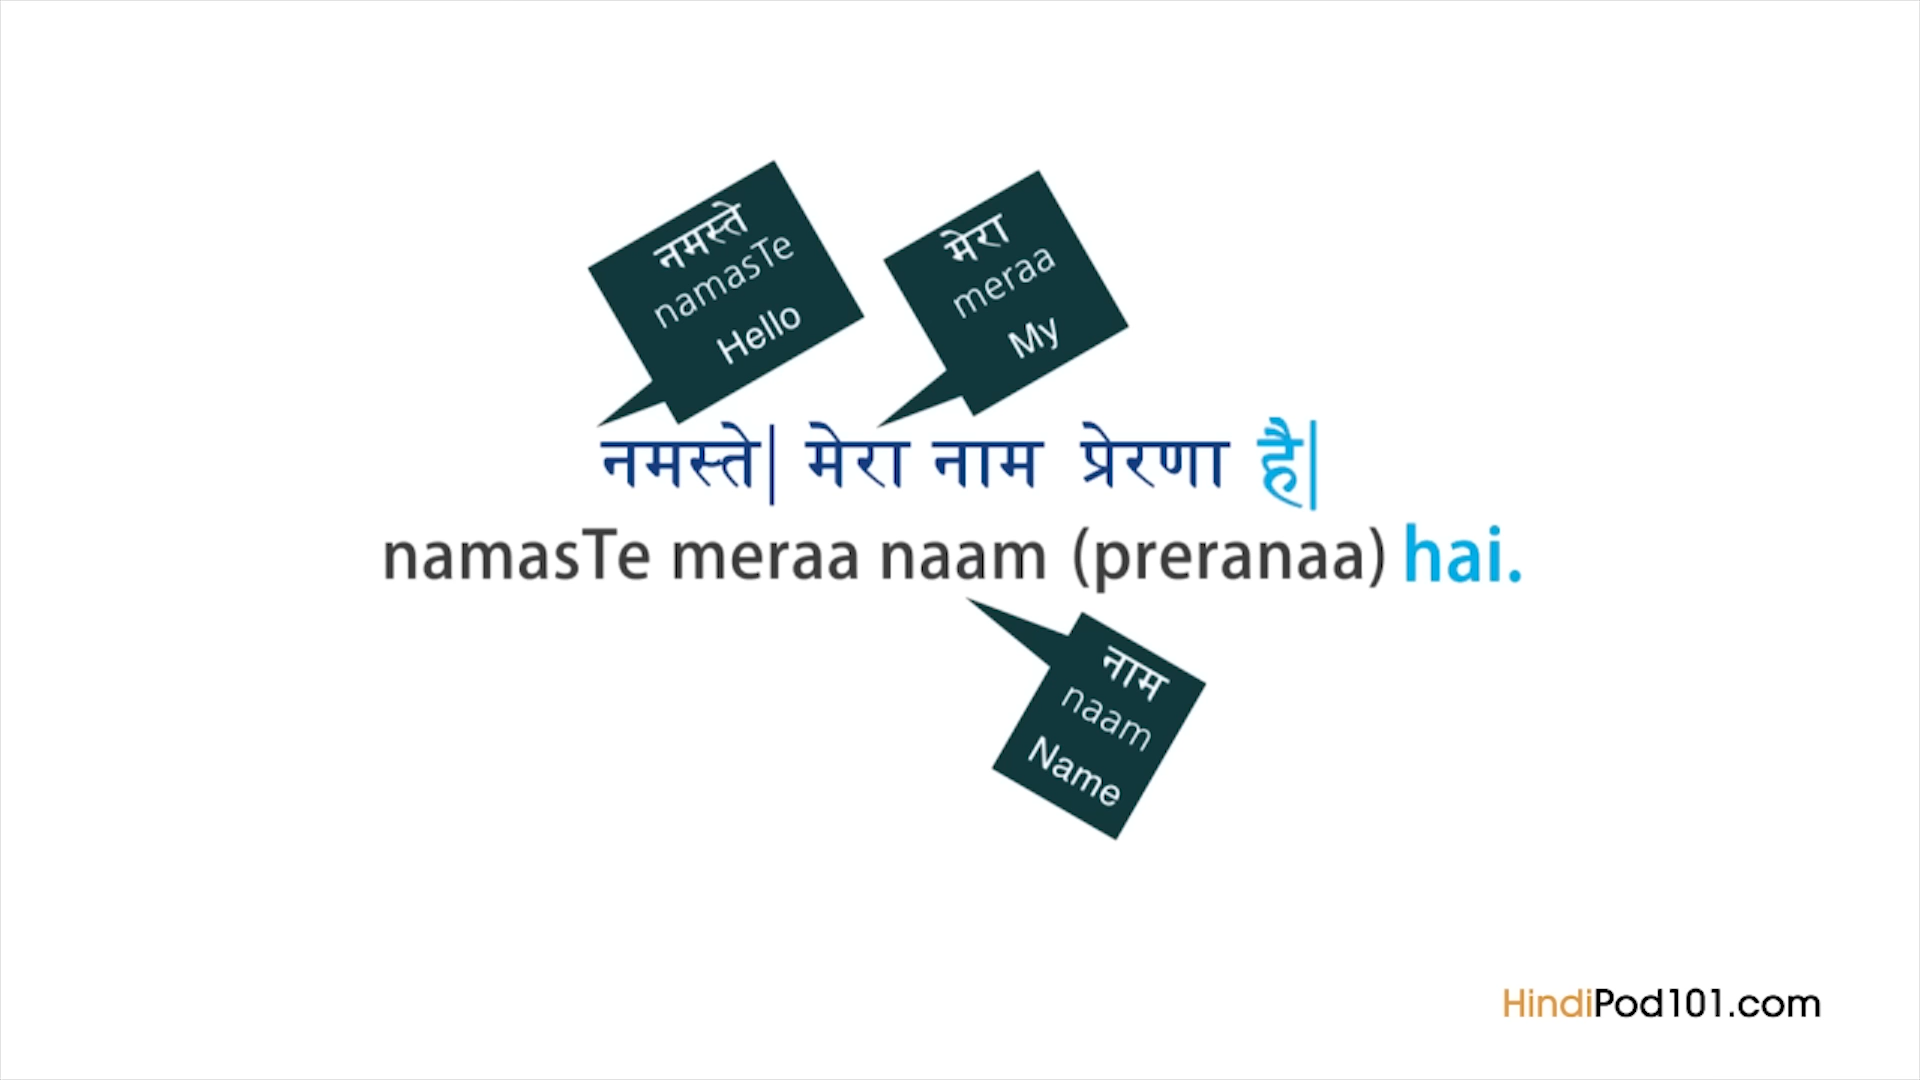 नमस्ते
namasTe
Hello
मेरा
meraa
My
नमस्ते| मेरा नाम प्रेरणा है|
namasTe meraa naam (preranaa) hai.
नाम
naam
Name
HindiPod101.com